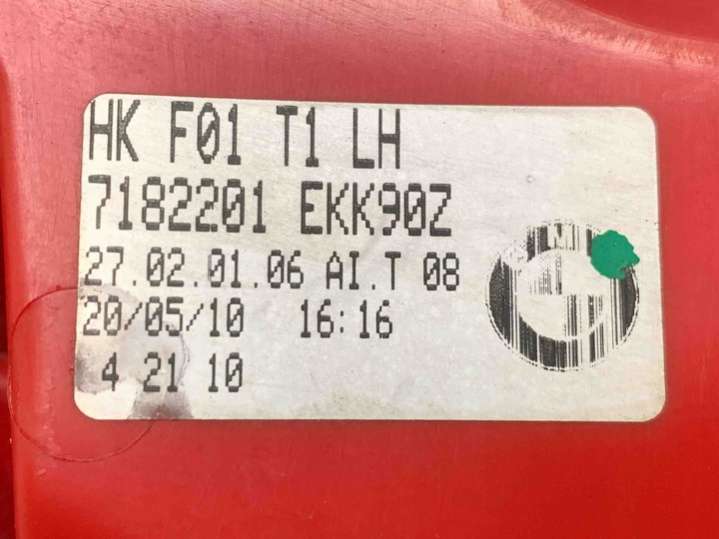 HK F01 T1 LH
7182201 EKK90Z
27.02.01.06 AI.T 08
20/05/10 16:16
4 21 10